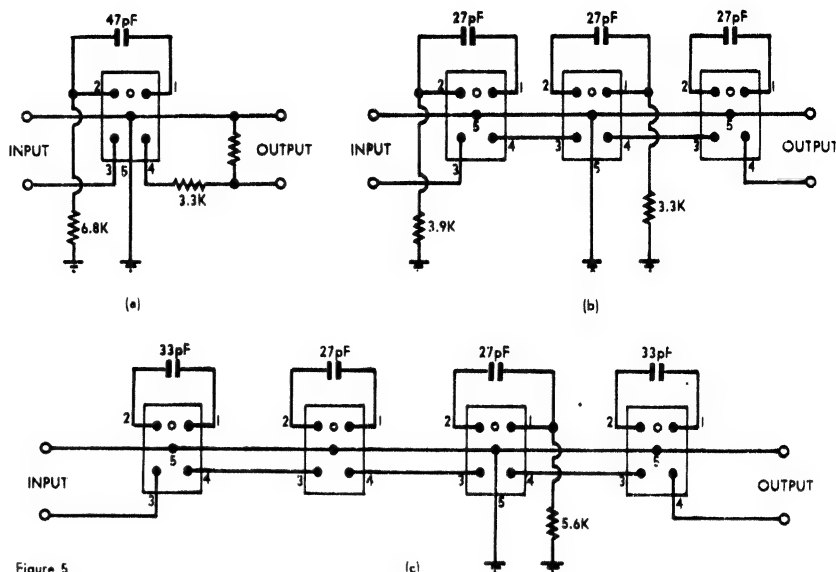 47pF
2 1
INPUT
OUTPUT
3 5 4
3.3K
6.8K
(a)
27pF 27pF 27pF
2 1 2 1 2 1
5 5
INPUT
OUTPUT
3 4 3 5 4 3 4
3.9K
3.3K
(b)
33pF 27pF 27pF 33pF
2 1 2 1 2 1 2 1
5 5
INPUT
OUTPUT
3 4 3 4 3 5 4 3 4
5.6K
Figure 5
(c)